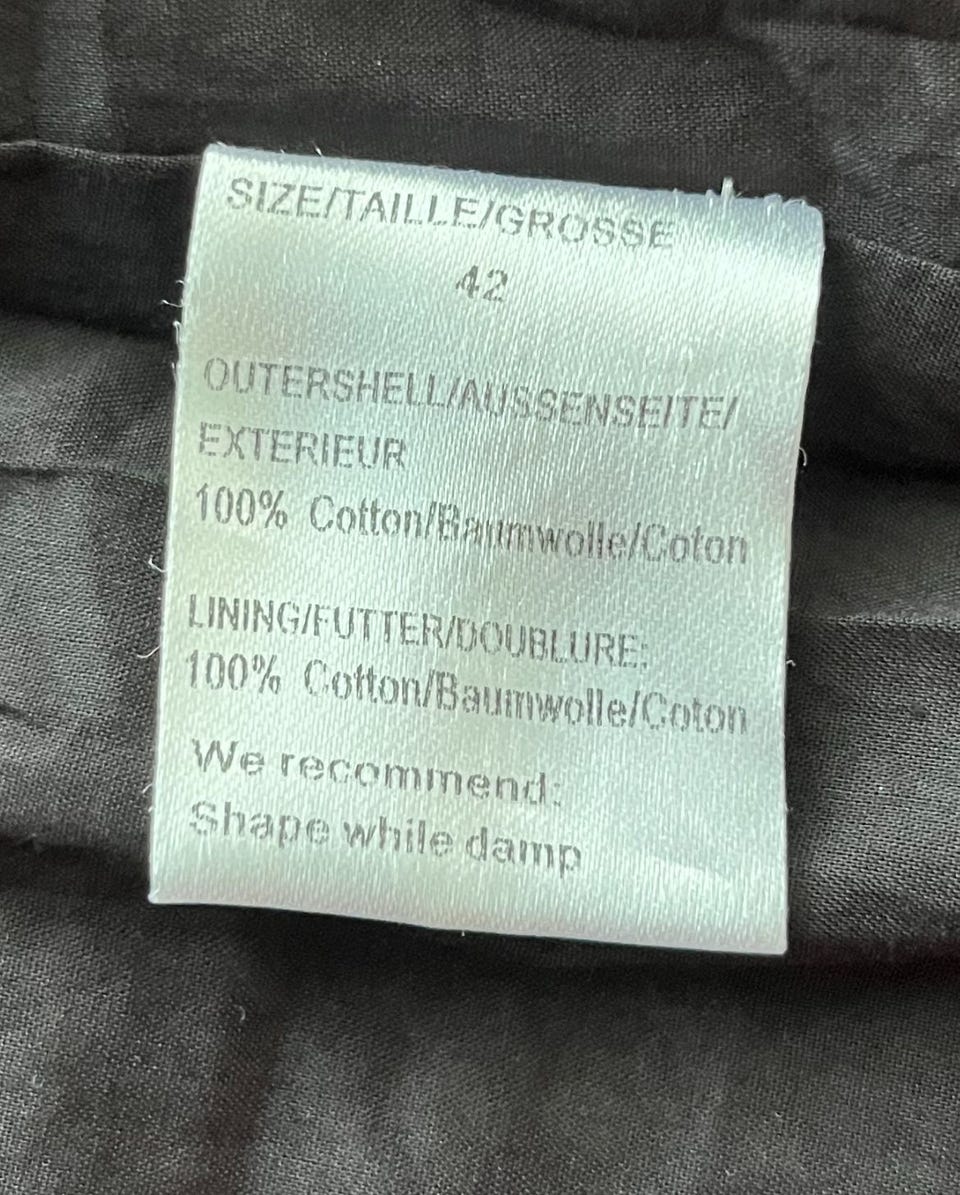 SIZE/TAILLE/GROSSE
42
OUTERSHELL/AUSSENSEITE/
EXTERIEUR
100% Cotton/Baumwolle/Coton
LINING/FUTTER/DOUBLURE:
100% Cotton/Baumwolle/Coton
We recommend:
Shape while damp